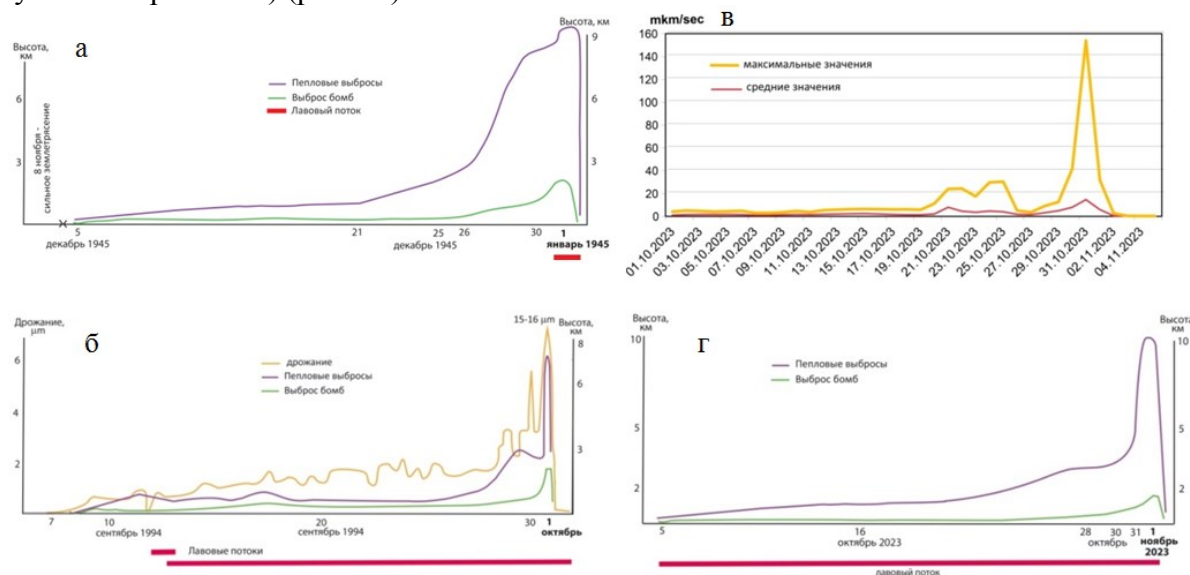 а
Высота, км
Высота, км
9
6
6
3
3
8 ноября - сильное землетрясение
Пепловые выбросы
Выброс бомб
Лавовый поток
5 21 25 26 30 1
декабрь 1945 декабрь 1945 январь 1945
в
mkm/sec
160
140
120
100
80
60
40
20
0
максимальные значения
средние значения
01.10.2023
03.10.2023
05.10.2023
07.10.2023
09.10.2023
11.10.2023
13.10.2023
15.10.2023
17.10.2023
19.10.2023
21.10.2023
23.10.2023
25.10.2023
27.10.2023
29.10.2023
31.10.2023
02.11.2023
04.11.2023
б
Дрожание, μm
15-16 μm
Высота, км
6
4
2
8
6
3
дрожание
Пепловые выбросы
Выброс бомб
7 10 20 30 1
сентябрь 1994 сентябрь 1994 октябрь
Лавовые потоки
г
Высота, км
Высота, км
10
10
5
5
2
2
Пепловые выбросы
Выброс бомб
5 16 28 30 31 1
октябрь 2023 октябрь ноябрь 2023
лавовый поток